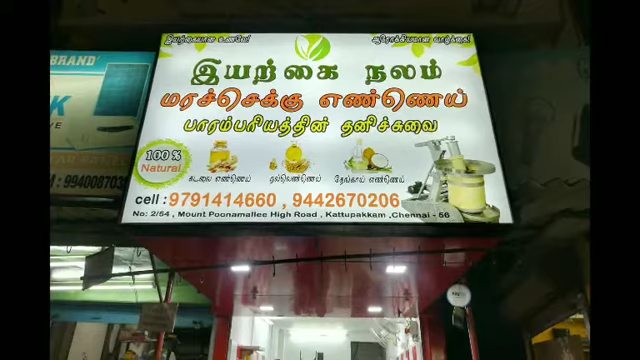 இயற்கையான உணவே! ஆரோக்கியமான வாழ்க்கை!
இயற்கை நலம்
மரச்செக்கு எண்ணெய்
பாரம்பரியத்தின் தனிச்சுவை
100%
Natural
கடலை எண்ணெய் நல்லெண்ணெய் தேங்காய் எண்ணெய்
cell : 9791414660 , 9442670206
No: 2/64 , Mount Poonamallee High Road , Kattupakkam ,Chennai - 56
BRAND